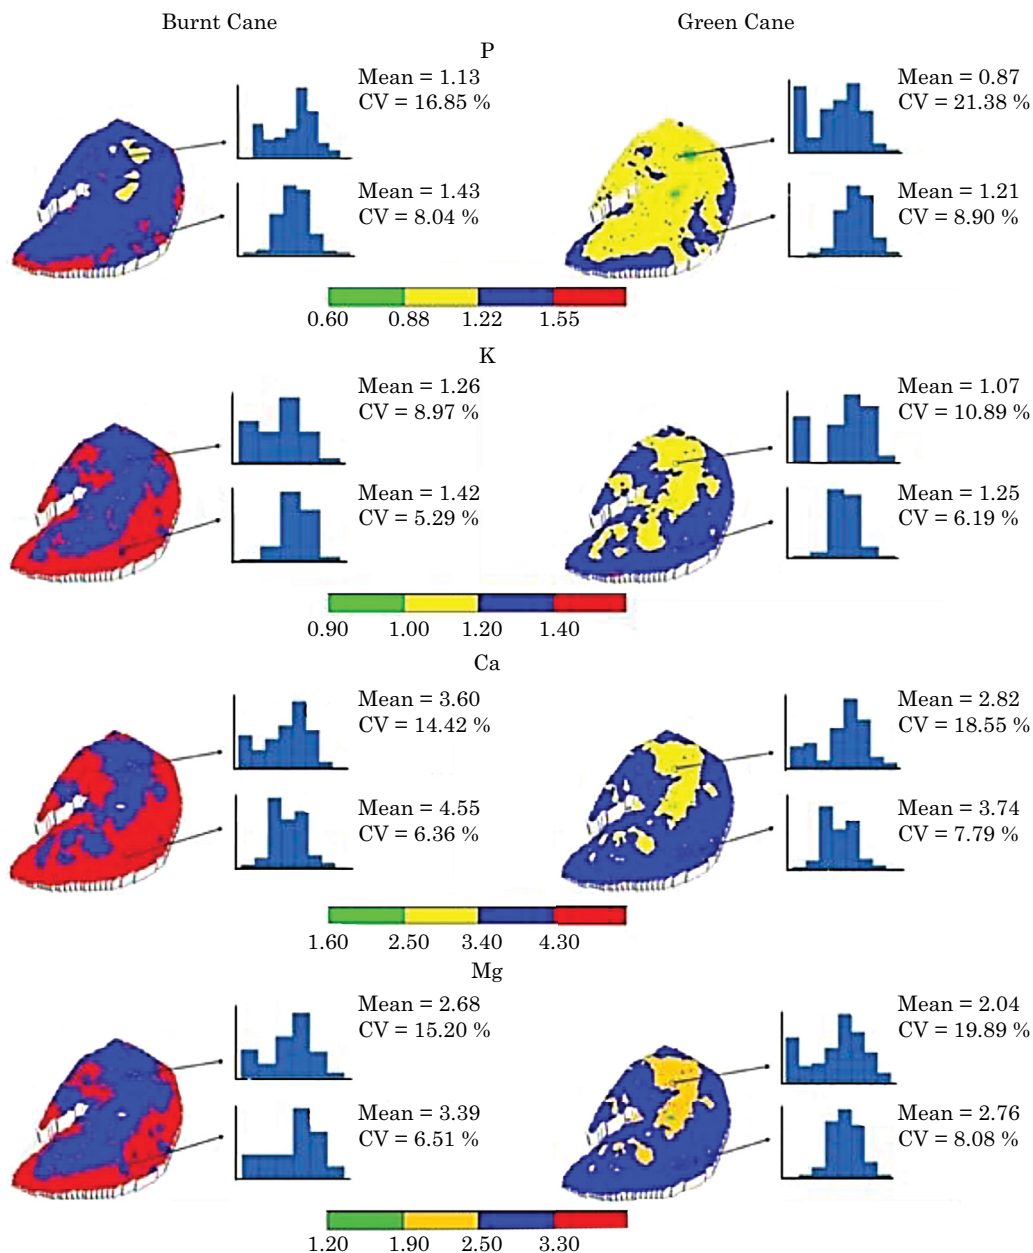 Burnt Cane Green Cane
P
Mean = 1.13
CV = 16.85 %
Mean = 0.87
CV = 21.38 %
Mean = 1.43
CV = 8.04 %
Mean = 1.21
CV = 8.90 %
0.60 0.88 1.22 1.55
K
Mean = 1.26
CV = 8.97 %
Mean = 1.07
CV = 10.89 %
Mean = 1.42
CV = 5.29 %
Mean = 1.25
CV = 6.19 %
0.90 1.00 1.20 1.40
Ca
Mean = 3.60
CV = 14.42 %
Mean = 2.82
CV = 18.55 %
Mean = 4.55
CV = 6.36 %
Mean = 3.74
CV = 7.79 %
1.60 2.50 3.40 4.30
Mg
Mean = 2.68
CV = 15.20 %
Mean = 2.04
CV = 19.89 %
Mean = 3.39
CV = 6.51 %
Mean = 2.76
CV = 8.08 %
1.20 1.90 2.50 3.30